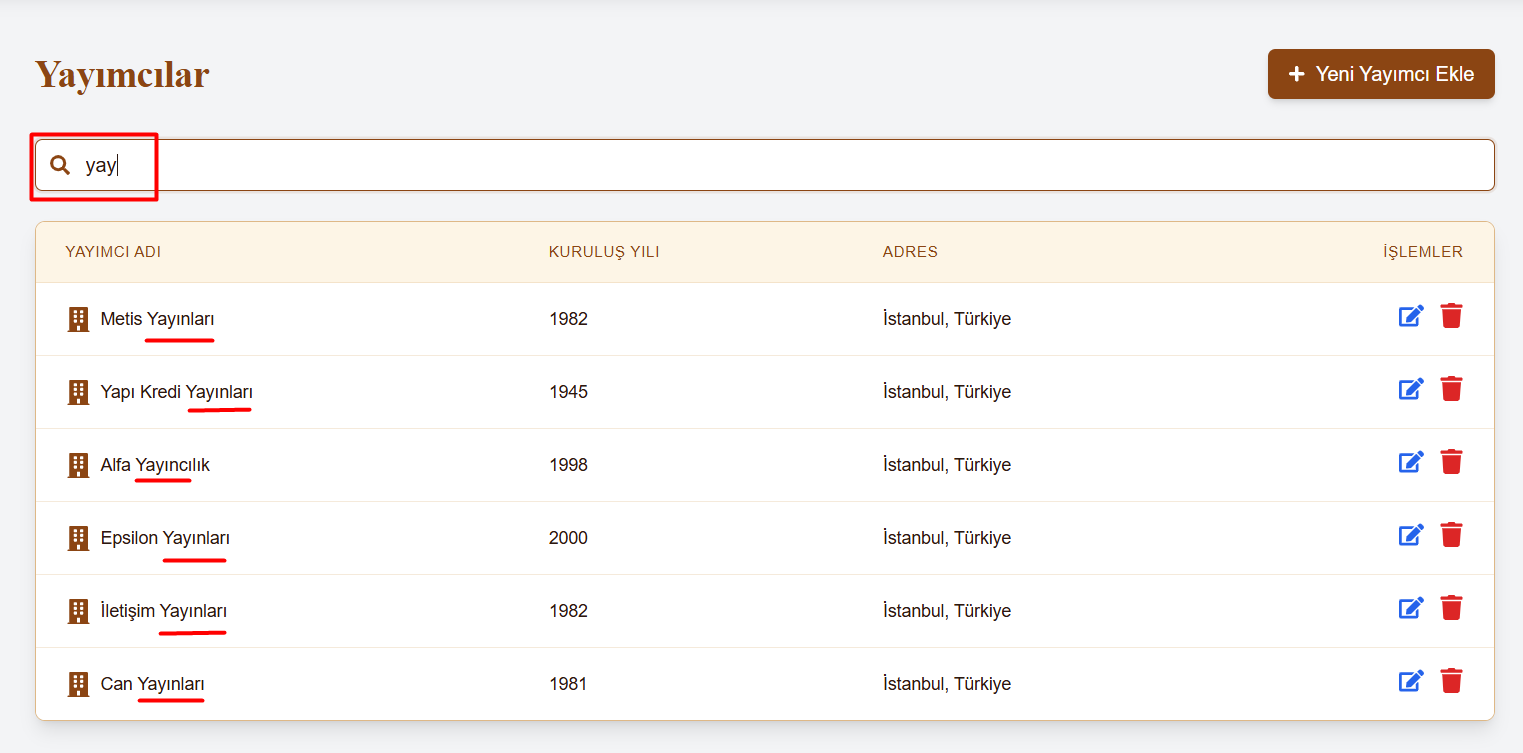 Yayımcılar
Yeni Yayımcı Ekle
yay
YAYIMCI ADI KURULUŞ YILI ADRES İŞLEMLER
Metis Yayınları 1982 İstanbul, Türkiye
Yapı Kredi Yayınları 1945 İstanbul, Türkiye
Alfa Yayıncılık 1998 İstanbul, Türkiye
Epsilon Yayınları 2000 İstanbul, Türkiye
İletişim Yayınları 1982 İstanbul, Türkiye
Can Yayınları 1981 İstanbul, Türkiye